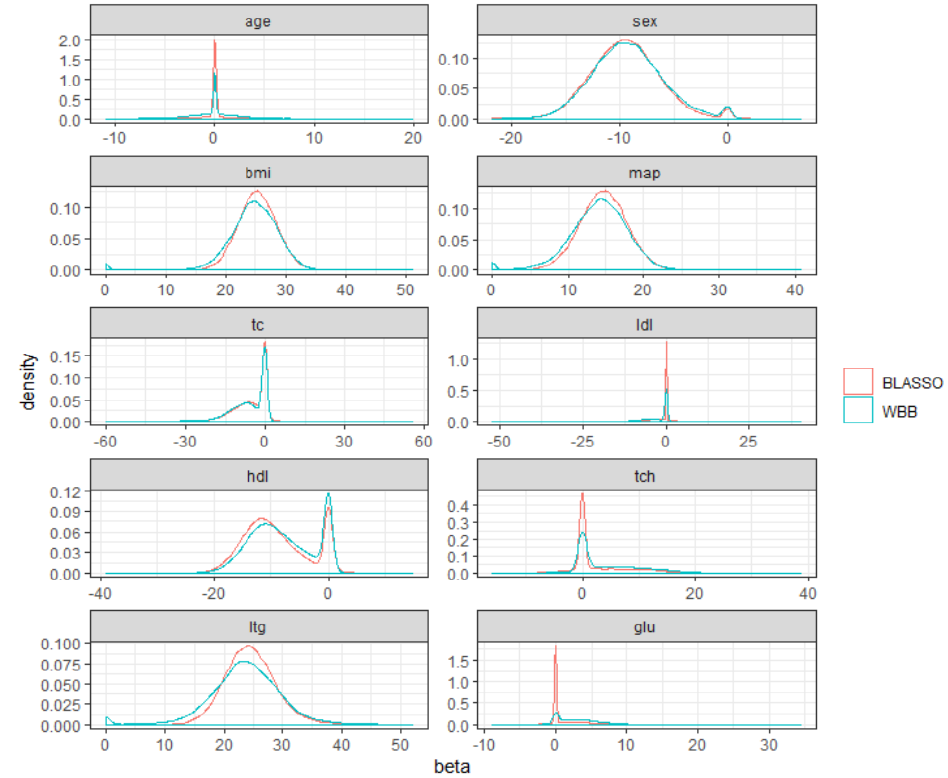 age
2.0
1.5
1.0
0.5
0.0
-10 0 10 20
sex
0.10
0.05
0.00
-20 -10 0
bmi
0.10
0.05
0.00
0 10 20 30 40 50
map
0.10
0.05
0.00
0 10 20 30 40
tc
0.15
0.10
0.05
0.00
-60 -30 0 30 60
ldl
1.0
0.5
0.0
-50 -25 0 25
hdl
0.12
0.09
0.06
0.03
0.00
-40 -20 0
tch
0.4
0.3
0.2
0.1
0.0
0 20 40
ltg
0.100
0.075
0.050
0.025
0.000
0 10 20 30 40 50
glu
1.5
1.0
0.5
0.0
-10 0 10 20 30
density
beta
BLASSO
WBB